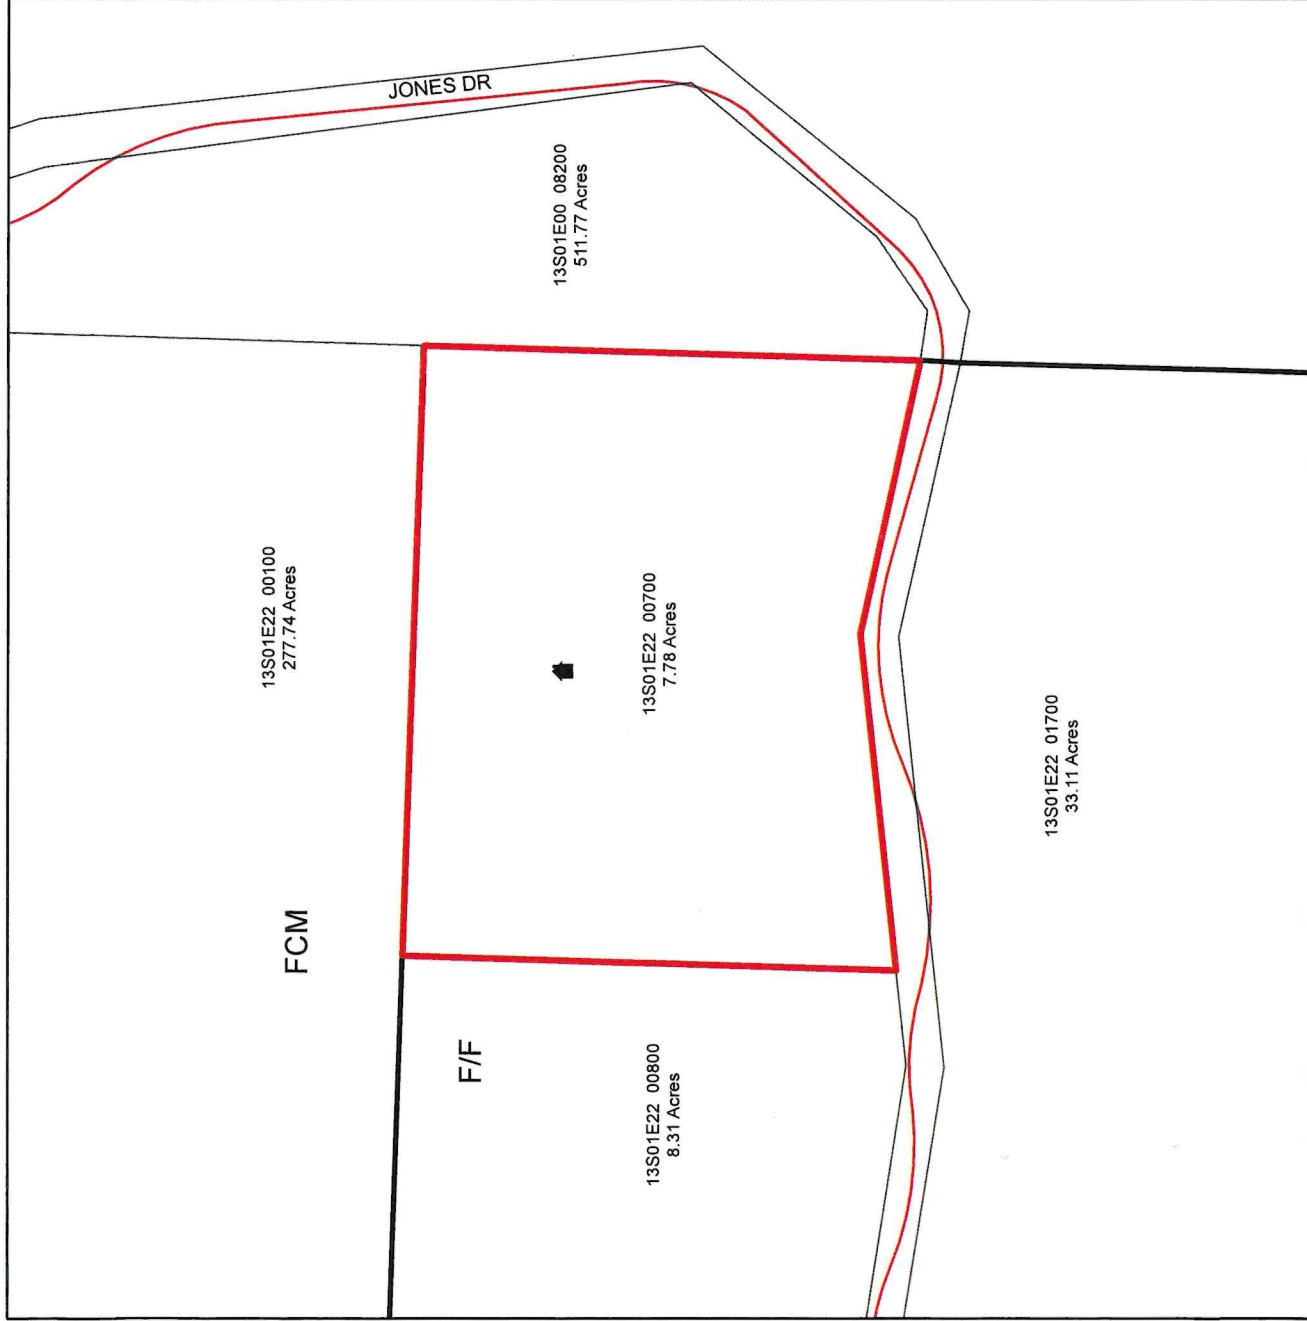 JONES DR
13S01E00 08200
511.77 Acres
13S01E22 00100
277.74 Acres
13S01E22 00700
7.78 Acres
13S01E22 01700
33.11 Acres
FCM
F/F
13S01E22 00800
8.31 Acres